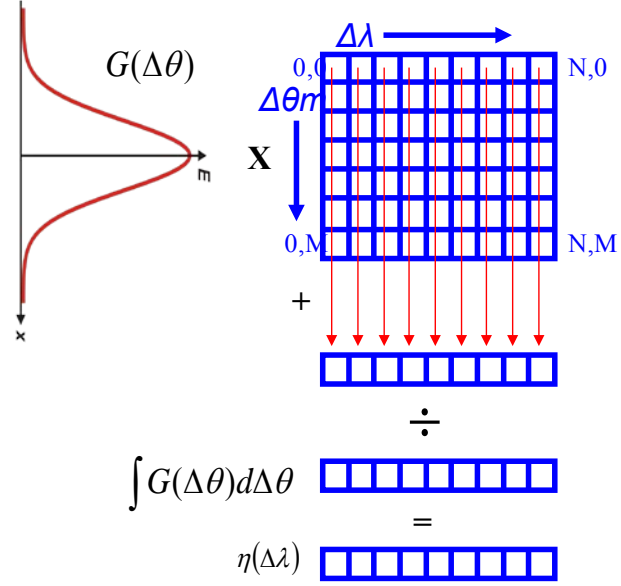 Δλ
G(Δθ)
0,0
N,0
Δθm
E
X
0,M
N,M
x
+
÷
∫G(Δθ)dΔθ
=
η(Δλ)